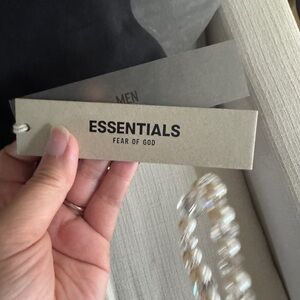 MEN
ESSENTIALS
FEAR OF GOD